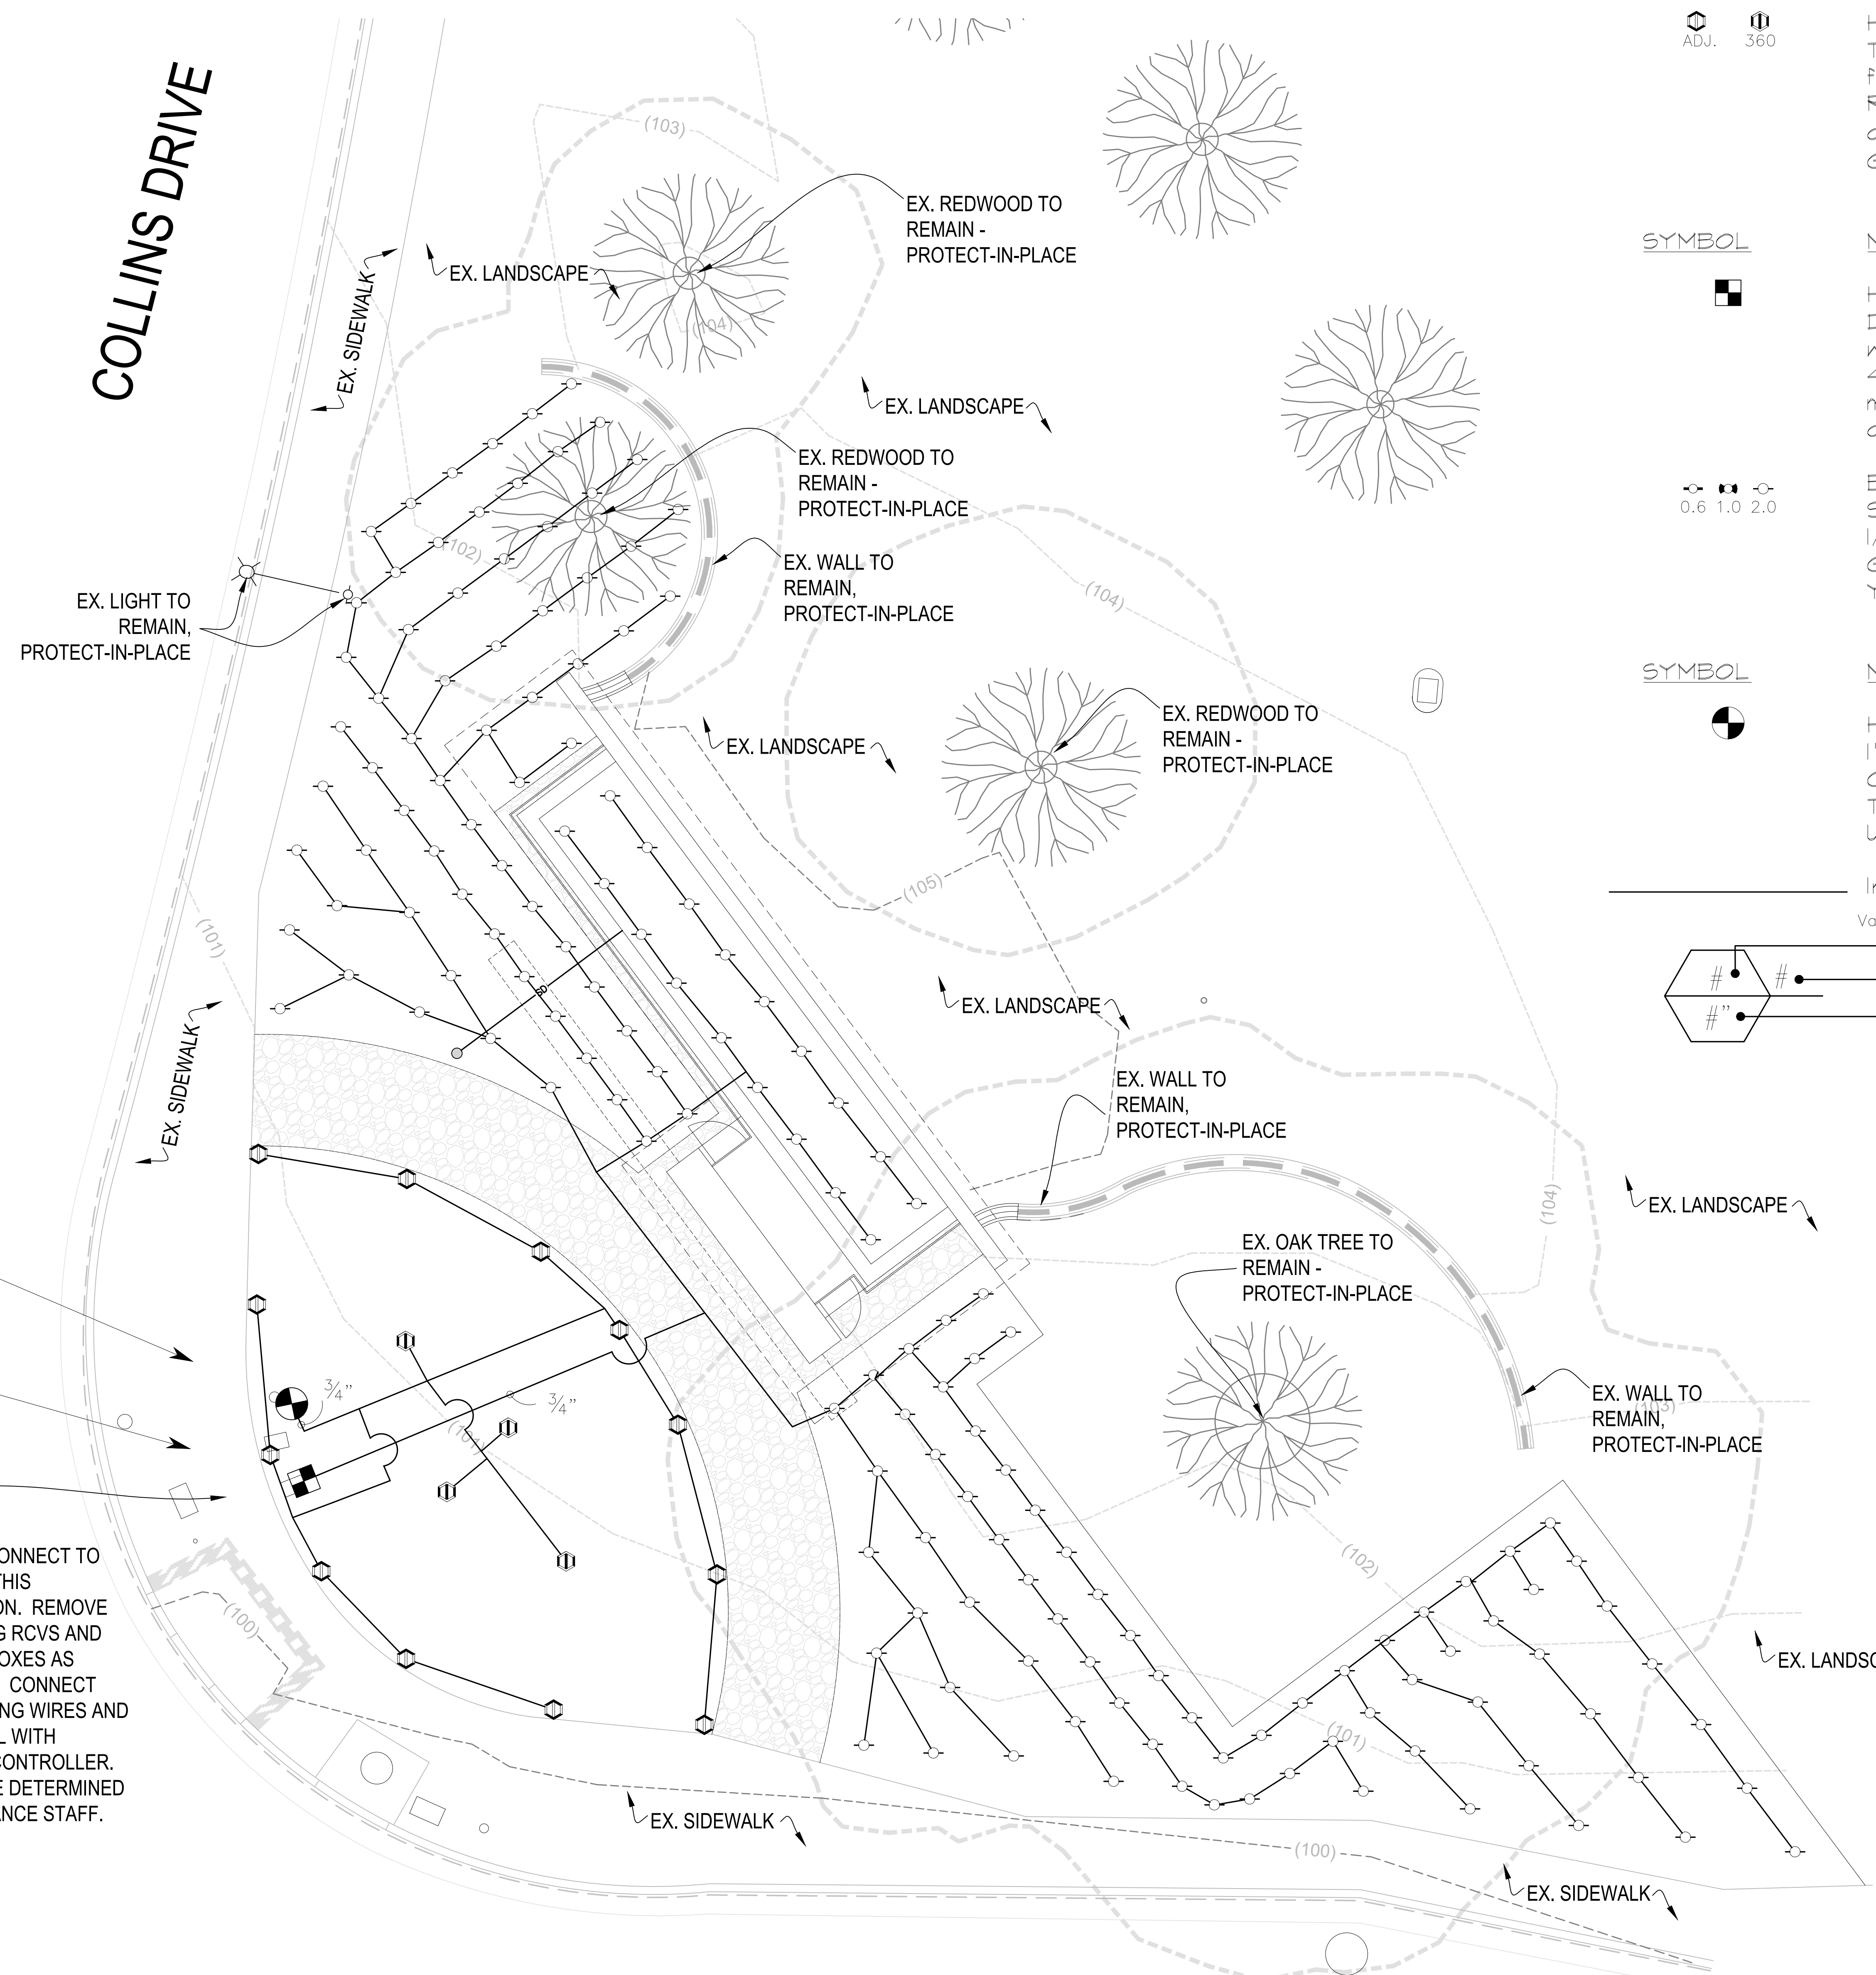 COLLINS DRIVE
ADJ. 360
(103)
EX. REDWOOD TO
REMAIN -
PROTECT-IN-PLACE
SYMBOL
EX. LANDSCAPE
EX. SIDEWALK
(104)
EX. LANDSCAPE
EX. REDWOOD TO
REMAIN -
PROTECT-IN-PLACE
0.6 1.0 2.0
(102)
EX. WALL TO
REMAIN,
PROTECT-IN-PLACE
EX. LIGHT TO
REMAIN,
PROTECT-IN-PLACE
(104)
SYMBOL
EX. REDWOOD TO
REMAIN -
PROTECT-IN-PLACE
EX. LANDSCAPE
(105)
(101)
# #
#"
EX. LANDSCAPE
EX. SIDEWALK
EX. WALL TO
REMAIN,
PROTECT-IN-PLACE
(104)
EX. LANDSCAPE
EX. OAK TREE TO
REMAIN -
PROTECT-IN-PLACE
3/4"
3/4"
(101)
EX. WALL TO
REMAIN,
PROTECT-IN-PLACE
(103)
(102)
ONNECT TO
THIS
ON. REMOVE
G RCVS AND
OXES AS
CONNECT
NG WIRES AND
L WITH
CONTROLLER.
E DETERMINED
ANCE STAFF.
(100)
EX. LANDSC
(101)
EX. SIDEWALK
(100)
EX. SIDEWALK